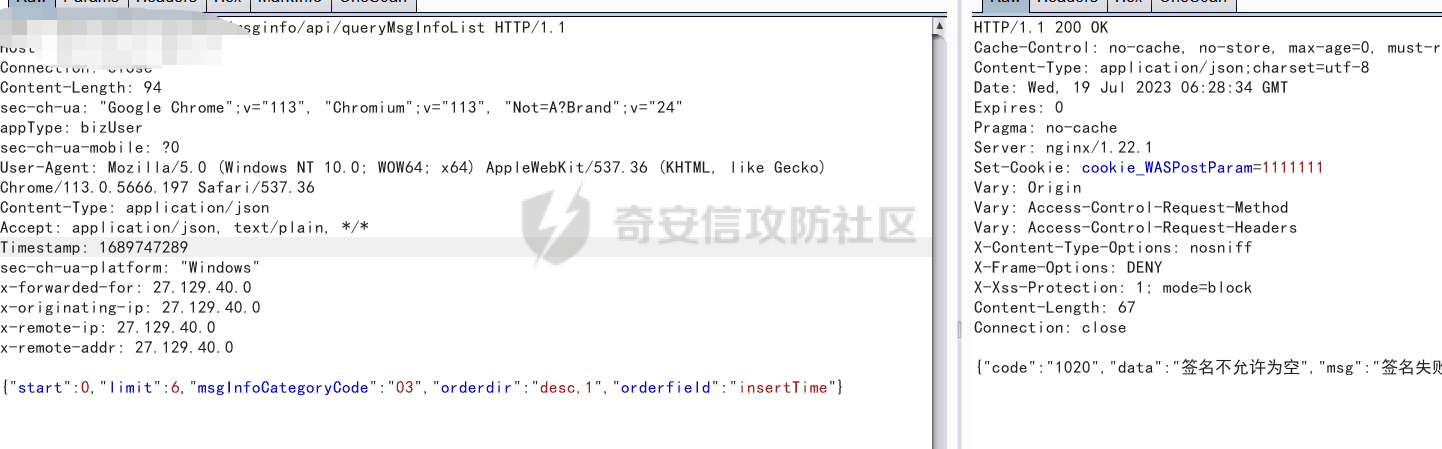 Raw Params Headers Hex MarkInfo OneScan
msginfo/api/queryMsgInfoList HTTP/1.1
Host
Connection: close
Content-Length: 94
sec-ch-ua: "Google Chrome";v="113", "Chromium";v="113", "Not=A?Brand";v="24"
appType: bizUser
sec-ch-ua-mobile: ?0
User-Agent: Mozilla/5.0 (Windows NT 10.0; WOW64; x64) AppleWebKit/537.36 (KHTML, like Gecko)
Chrome/113.0.5666.197 Safari/537.36
Content-Type: application/json
Accept: application/json, text/plain, */*
Timestamp: 1689747289
sec-ch-ua-platform: "Windows"
x-forwarded-for: 27.129.40.0
x-originating-ip: 27.129.40.0
x-remote-ip: 27.129.40.0
x-remote-addr: 27.129.40.0
{"start":0,"limit":6,"msgInfoCategoryCode":"03","orderdir":"desc,1","orderfield":"insertTime"}
Raw Headers Hex OneScan
HTTP/1.1 200 OK
Cache-Control: no-cache, no-store, max-age=0, must-r
Content-Type: application/json;charset=utf-8
Date: Wed, 19 Jul 2023 06:28:34 GMT
Expires: 0
Pragma: no-cache
Server: nginx/1.22.1
Set-Cookie: cookie_WASPostParam=1111111
Vary: Origin
Vary: Access-Control-Request-Method
Vary: Access-Control-Request-Headers
X-Content-Type-Options: nosniff
X-Frame-Options: DENY
X-Xss-Protection: 1; mode=block
Content-Length: 67
Connection: close
{"code":"1020","data":"签名不允许为空","msg":"签名失败
奇安信攻防社区